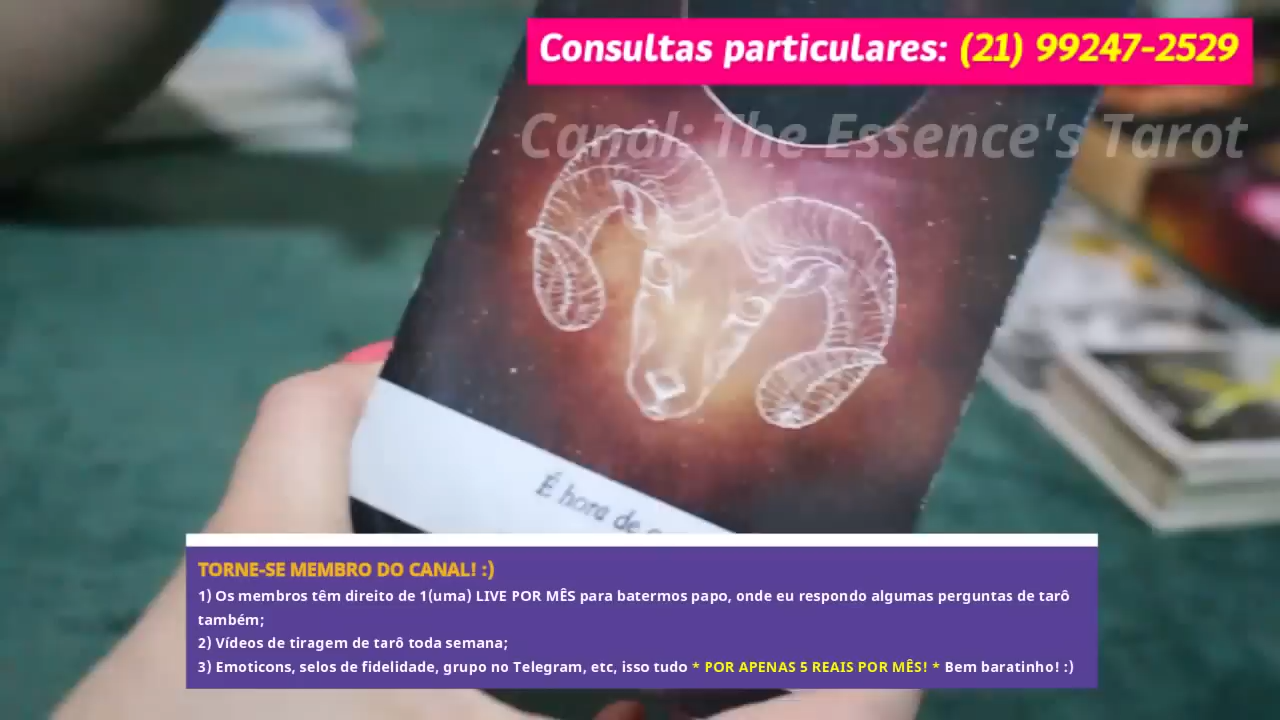 Consultas particulares: (21) 99247-2529
Canal: The Essence's Tarot
É hora de
TORNE-SE MEMBRO DO CANAL! :)
1) Os membros têm direito de 1(uma) LIVE POR MÊS para batermos papo, onde eu respondo algumas perguntas de tarô
também;
2) Vídeos de tiragem de tarô toda semana;
3) Emoticons, selos de fidelidade, grupo no Telegram, etc, isso tudo * POR APENAS 5 REAIS POR MÊS! * Bem baratinho! :)